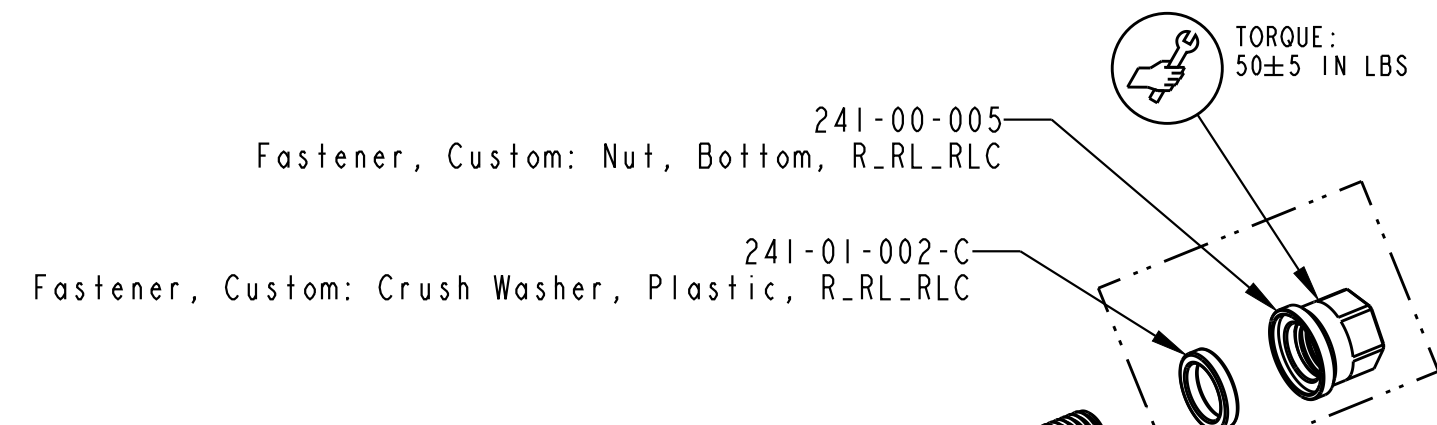 TORQUE:
50±5 IN LBS
241-00-005
Fastener, Custom: Nut, Bottom, R_RL_RLC
241-01-002-C
Fastener, Custom: Crush Washer, Plastic, R_RL_RLC